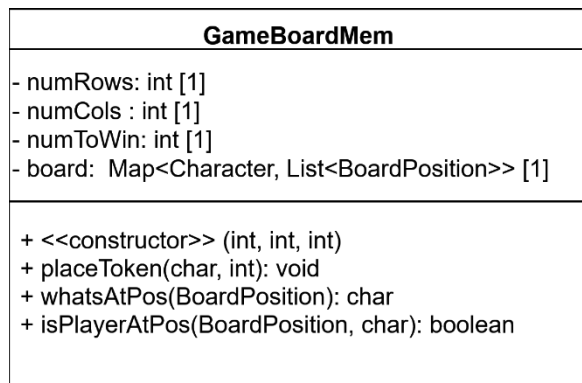 GameBoardMem
- numRows: int [1]
- numCols : int [1]
- numToWin: int [1]
- board: Map<Character, List<BoardPosition>> [1]
+ <<constructor>> (int, int, int)
+ placeToken(char, int): void
+ whatsAtPos(BoardPosition): char
+ isPlayerAtPos(BoardPosition, char): boolean